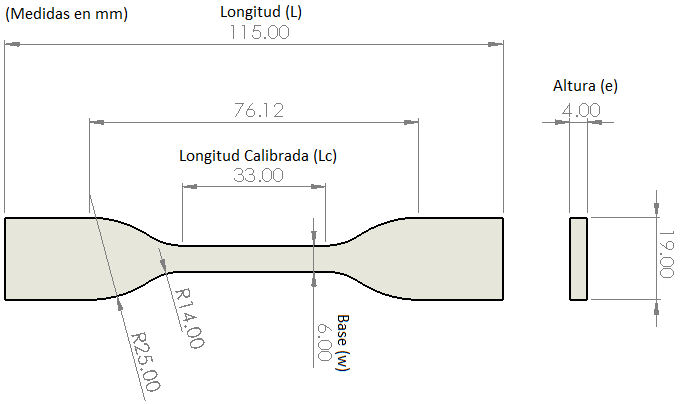 (Medidas en mm)
Longitud (L)
115.00
76.12
Altura (e)
4.00
Longitud Calibrada (Lc)
33.00
19.00
R14.00
R25.00
Base (w)
6.00